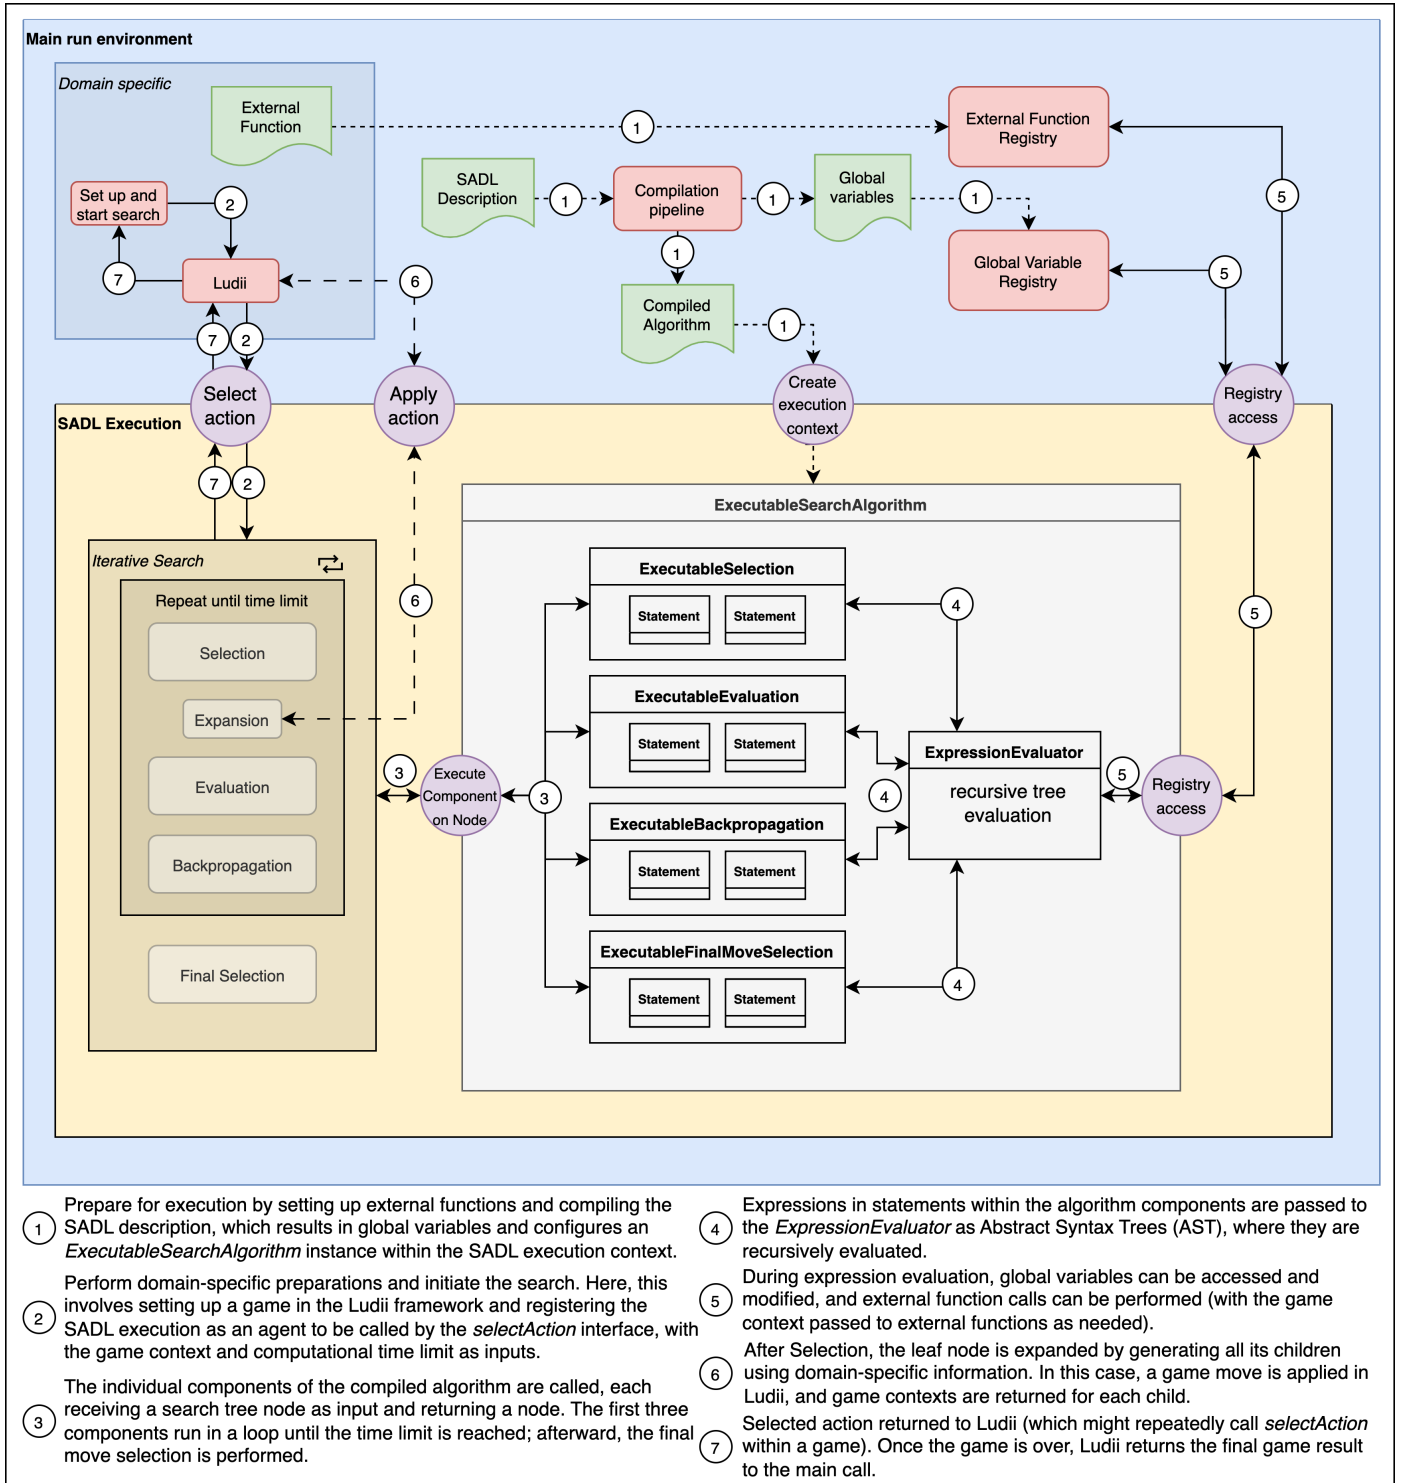 Main run environment
Domain specific
External
Function
1
External Function
Registry
SADL
Description
1
Compilation
pipeline
1
Global
variables
1
5
Set up and
start search
2
1
Global Variable
Registry
5
7
Ludii
6
Compiled
Algorithm
1
7
2
Select
action
Apply
action
Create
execution
context
Registry
access
SADL Execution
7
2
ExecutableSearchAlgorithm
Iterative Search
Repeat until time limit
6
Selection
Expansion
Evaluation
Backpropagation
Final Selection
3
Execute
Component
on Node
3
ExecutableSelection
Statement
Statement
4
ExecutableEvaluation
Statement
Statement
4
ExecutableBackpropagation
Statement
Statement
ExecutableFinalMoveSelection
Statement
Statement
4
ExpressionEvaluator
recursive tree
evaluation
5
Registry
access
5
1
Prepare for execution by setting up external functions and compiling the
SADL description, which results in global variables and configures an
ExecutableSearchAlgorithm instance within the SADL execution context.
2
Perform domain-specific preparations and initiate the search. Here, this
involves setting up a game in the Ludii framework and registering the
SADL execution as an agent to be called by the selectAction interface, with
the game context and computational time limit as inputs.
3
The individual components of the compiled algorithm are called, each
receiving a search tree node as input and returning a node. The first three
components run in a loop until the time limit is reached; afterward, the final
move selection is performed.
4
Expressions in statements within the algorithm components are passed to
the ExpressionEvaluator as Abstract Syntax Trees (AST), where they are
recursively evaluated.
5
During expression evaluation, global variables can be accessed and
modified, and external function calls can be performed (with the game
context passed to external functions as needed).
6
After Selection, the leaf node is expanded by generating all its children
using domain-specific information. In this case, a game move is applied in
Ludii, and game contexts are returned for each child.
7
Selected action returned to Ludii (which might repeatedly call selectAction
within a game). Once the game is over, Ludii returns the final game result
to the main call.